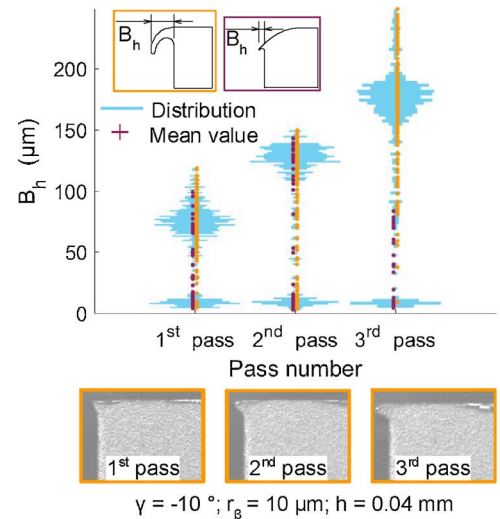 B_h
B_h
Distribution
Mean value
B_h (μm)
200
150
100
50
0
1st pass 2nd pass 3rd pass
Pass number
1st pass 2nd pass 3rd pass
γ = -10 °; r_β = 10 μm; h = 0.04 mm